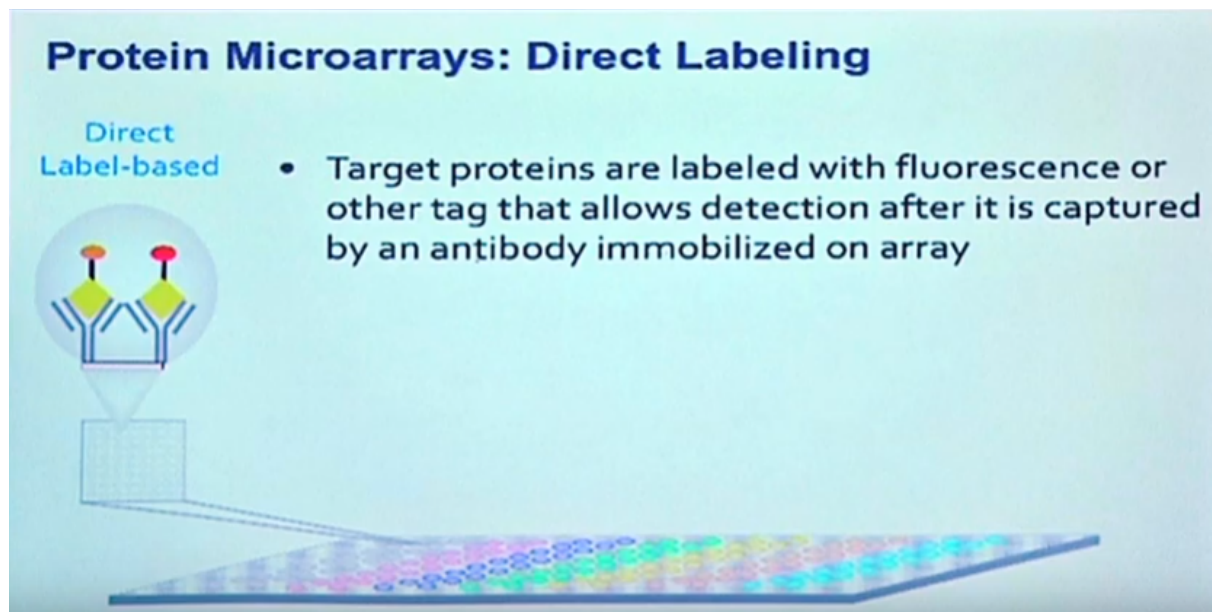 Protein Microarrays: Direct Labeling
Direct
Label-based
• Target proteins are labeled with fluorescence or
other tag that allows detection after it is captured
by an antibody immobilized on array